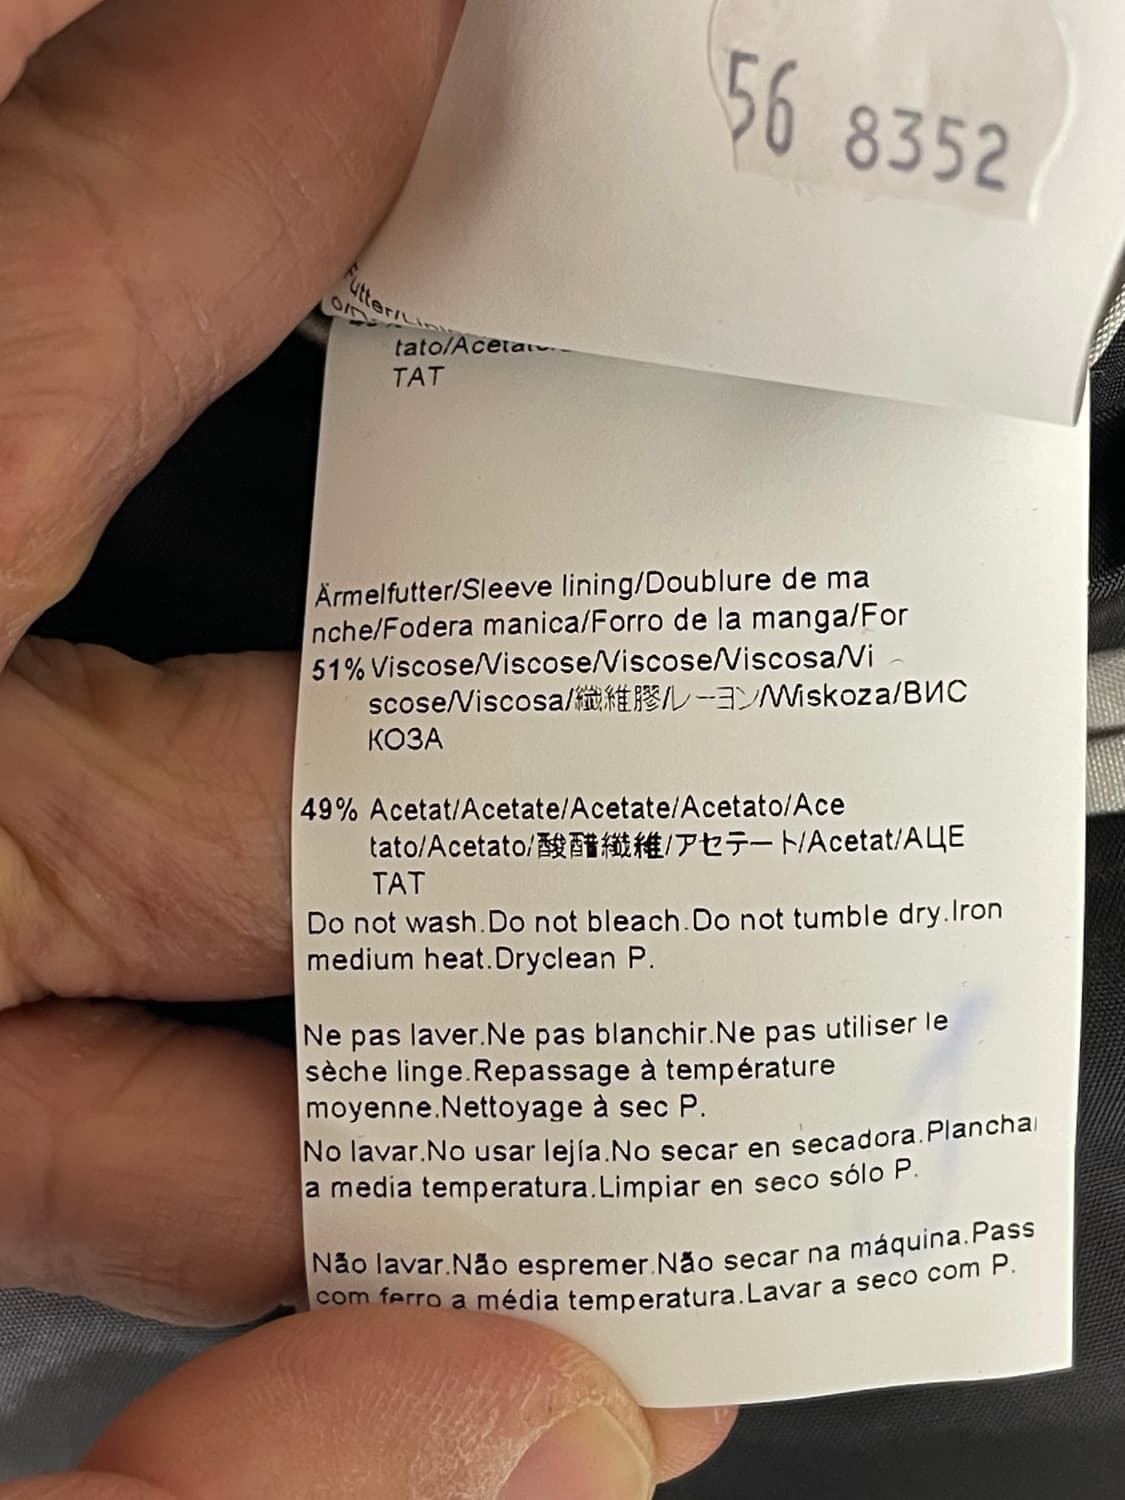 56 8352
Futter/Lini
tato/Acetato
TAT
Ärmelfutter/Sleeve lining/Doublure de ma
nche/Fodera manica/Forro de la manga/For
51% Viscose/Viscose/Viscose/Viscosa/Vi
scose/Viscosa/纖維膠/レーヨン/Wiskoza/ВИС
КОЗА
49% Acetat/Acetate/Acetate/Acetato/Ace
tato/Acetato/酸醋纖維/アセテート/Acetat/АЦЕ
ТАТ
Do not wash.Do not bleach.Do not tumble dry.Iron
medium heat.Dryclean P.
Ne pas laver.Ne pas blanchir.Ne pas utiliser le
sèche linge.Repassage à température
moyenne.Nettoyage à sec P.
No lavar.No usar lejía.No secar en secadora.Planchar
a media temperatura.Limpiar en seco sólo P.
Não lavar.Não espremer.Não secar na máquina.Pass
com ferro a média temperatura.Lavar a seco com P.